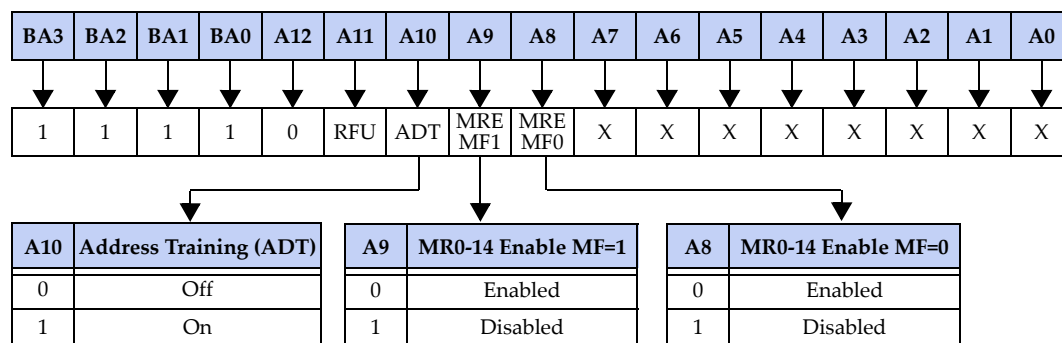 BA3 BA2 BA1 BA0 A12 A11 A10 A9 A8 A7 A6 A5 A4 A3 A2 A1 A0
1 1 1 1 0 RFU ADT MRE MF1 MRE MF0 X X X X X X X X
A10 Address Training (ADT) A9 MR0-14 Enable MF=1 A8 MR0-14 Enable MF=0
0 Off 0 Enabled 0 Enabled
1 On 1 Disabled 1 Disabled